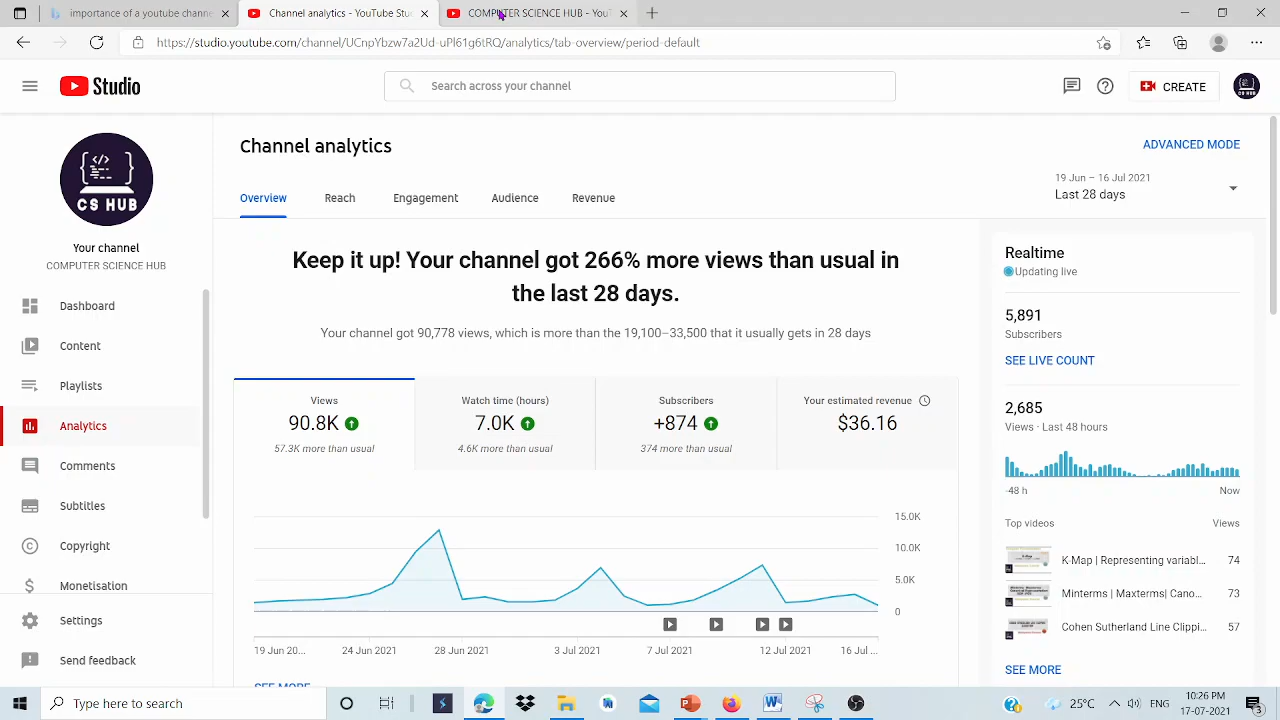 importance of a youtube channe
Channel analytics - YouTube Stu
COMPUTER SCIENCE HUB - YouT
https://studio.youtube.com/channel/UCnpYbzw7a2Ud-uPl61g6tRQ/analytics/tab-overview/period-default
Studio
Search across your channel
CREATE
CS HUB
CS HUB
Your channel
COMPUTER SCIENCE HUB
Dashboard
Content
Playlists
Analytics
Comments
Subtitles
Copyright
Monetisation
Settings
Send feedback
Channel analytics
ADVANCED MODE
Overview
Reach
Engagement
Audience
Revenue
19 Jun – 16 Jul 2021
Last 28 days
Keep it up! Your channel got 266% more views than usual in
the last 28 days.
Your channel got 90,778 views, which is more than the 19,100–33,500 that it usually gets in 28 days
Views
90.8K
57.3K more than usual
Watch time (hours)
7.0K
4.6K more than usual
Subscribers
+874
374 more than usual
Your estimated revenue
$36.16
15.0K
10.0K
5.0K
0
19 Jun 20...
24 Jun 2021
28 Jun 2021
3 Jul 2021
7 Jul 2021
12 Jul 2021
16 Jul ...
SEE MORE
Realtime
Updating live
5,891
Subscribers
SEE LIVE COUNT
2,685
Views · Last 48 hours
-48 h
Now
Top videos
Views
K Map | Representing variabl...
74
Minterms | Maxterms| Cano...
73
Cohen Sutherland Line Clippi...
57
SEE MORE
Type here to search
25°C
ENG
10:26 PM
17-07-2021
3